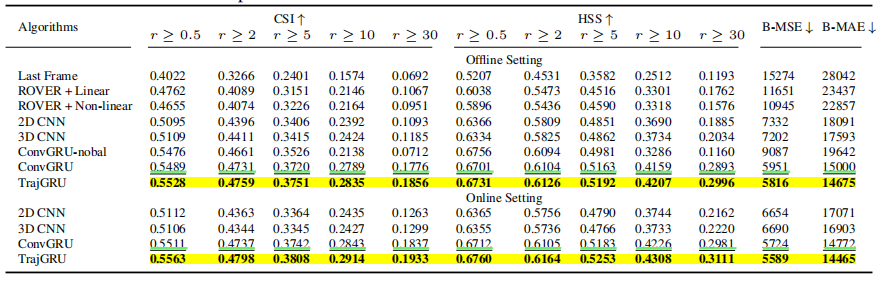 Algorithms CSI ↑ HSS ↑ B-MSE ↓ B-MAE ↓
r ≥ 0.5 r ≥ 2 r ≥ 5 r ≥ 10 r ≥ 30 r ≥ 0.5 r ≥ 2 r ≥ 5 r ≥ 10 r ≥ 30
Offline Setting
Last Frame 0.4022 0.3266 0.2401 0.1574 0.0692 0.5207 0.4531 0.3582 0.2512 0.1193 15274 28042
ROVER + Linear 0.4762 0.4089 0.3151 0.2146 0.1067 0.6038 0.5473 0.4516 0.3301 0.1762 11651 23437
ROVER + Non-linear 0.4655 0.4074 0.3226 0.2164 0.0951 0.5896 0.5436 0.4590 0.3318 0.1576 10945 22857
2D CNN 0.5095 0.4396 0.3406 0.2392 0.1093 0.6366 0.5809 0.4851 0.3690 0.1885 7332 18091
3D CNN 0.5109 0.4411 0.3415 0.2424 0.1185 0.6334 0.5825 0.4862 0.3734 0.2034 7202 17593
ConvGRU-nobal 0.5476 0.4661 0.3526 0.2138 0.0712 0.6756 0.6094 0.4981 0.3286 0.1160 9087 19642
ConvGRU 0.5489 0.4731 0.3720 0.2789 0.1776 0.6701 0.6104 0.5163 0.4159 0.2893 5951 15000
TrajGRU 0.5528 0.4759 0.3751 0.2835 0.1856 0.6731 0.6126 0.5192 0.4207 0.2996 5816 14675
Online Setting
2D CNN 0.5112 0.4363 0.3364 0.2435 0.1263 0.6365 0.5756 0.4790 0.3744 0.2162 6654 17071
3D CNN 0.5106 0.4344 0.3345 0.2427 0.1299 0.6355 0.5736 0.4766 0.3733 0.2220 6690 16903
ConvGRU 0.5511 0.4737 0.3742 0.2843 0.1837 0.6712 0.6105 0.5183 0.4226 0.2981 5724 14772
TrajGRU 0.5563 0.4798 0.3808 0.2914 0.1933 0.6760 0.6164 0.5253 0.4308 0.3111 5589 14465